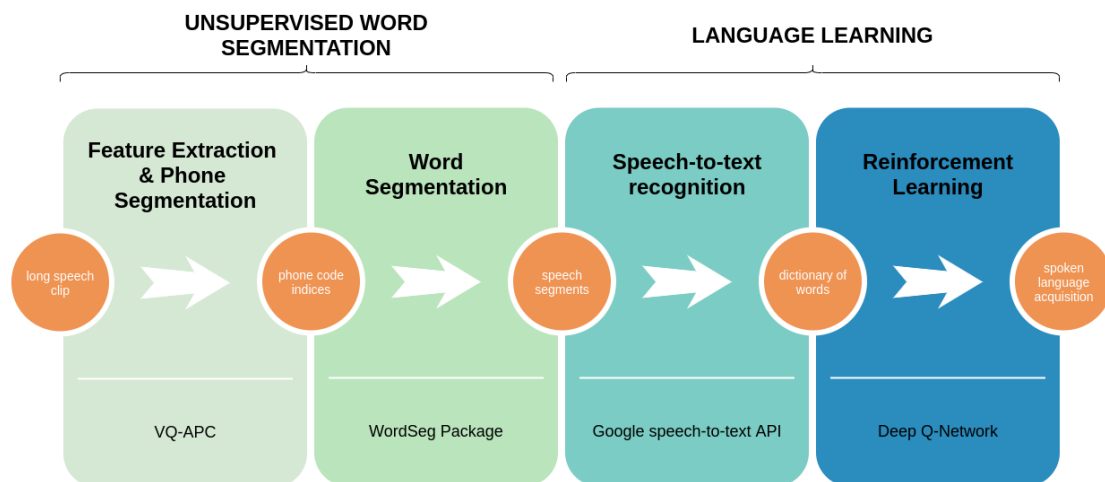 UNSUPERVISED WORD
SEGMENTATION
LANGUAGE LEARNING
Feature Extraction
& Phone
Segmentation
Word
Segmentation
Speech-to-text
recognition
Reinforcement
Learning
long speech
clip
phone code
indices
speech
segments
dictionary of
words
spoken
language
acquisition
VQ-APC
WordSeg Package
Google speech-to-text API
Deep Q-Network